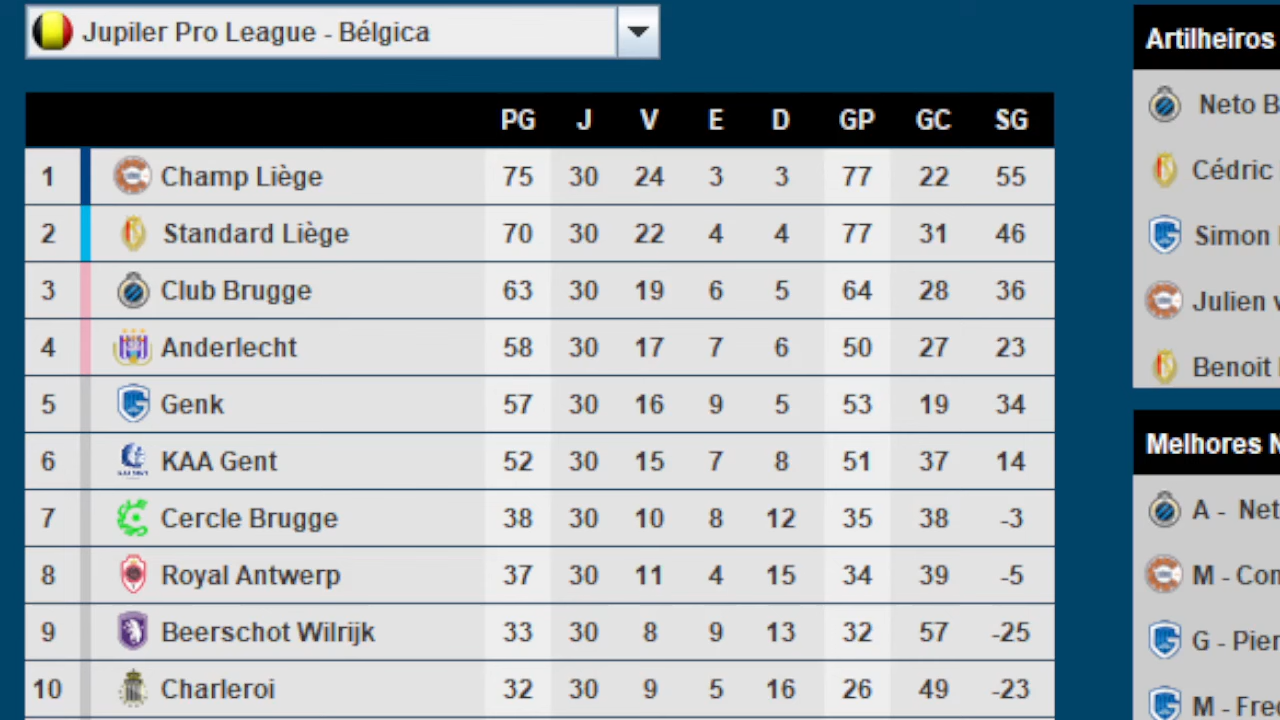 Jupiler Pro League - Bélgica
PG J V E D GP GC SG
1 Champ Liège 75 30 24 3 3 77 22 55
2 Standard Liège 70 30 22 4 4 77 31 46
3 Club Brugge 63 30 19 6 5 64 28 36
4 Anderlecht 58 30 17 7 6 50 27 23
5 Genk 57 30 16 9 5 53 19 34
6 KAA Gent 52 30 15 7 8 51 37 14
7 Cercle Brugge 38 30 10 8 12 35 38 -3
8 Royal Antwerp 37 30 11 4 15 34 39 -5
9 Beerschot Wilrijk 33 30 8 9 13 32 57 -25
10 Charleroi 32 30 9 5 16 26 49 -23
Artilheiros
Neto B
Cédric
Simon
Julien v
Benoit
Melhores N
A - Net
M - Con
G - Pier
M - Fred